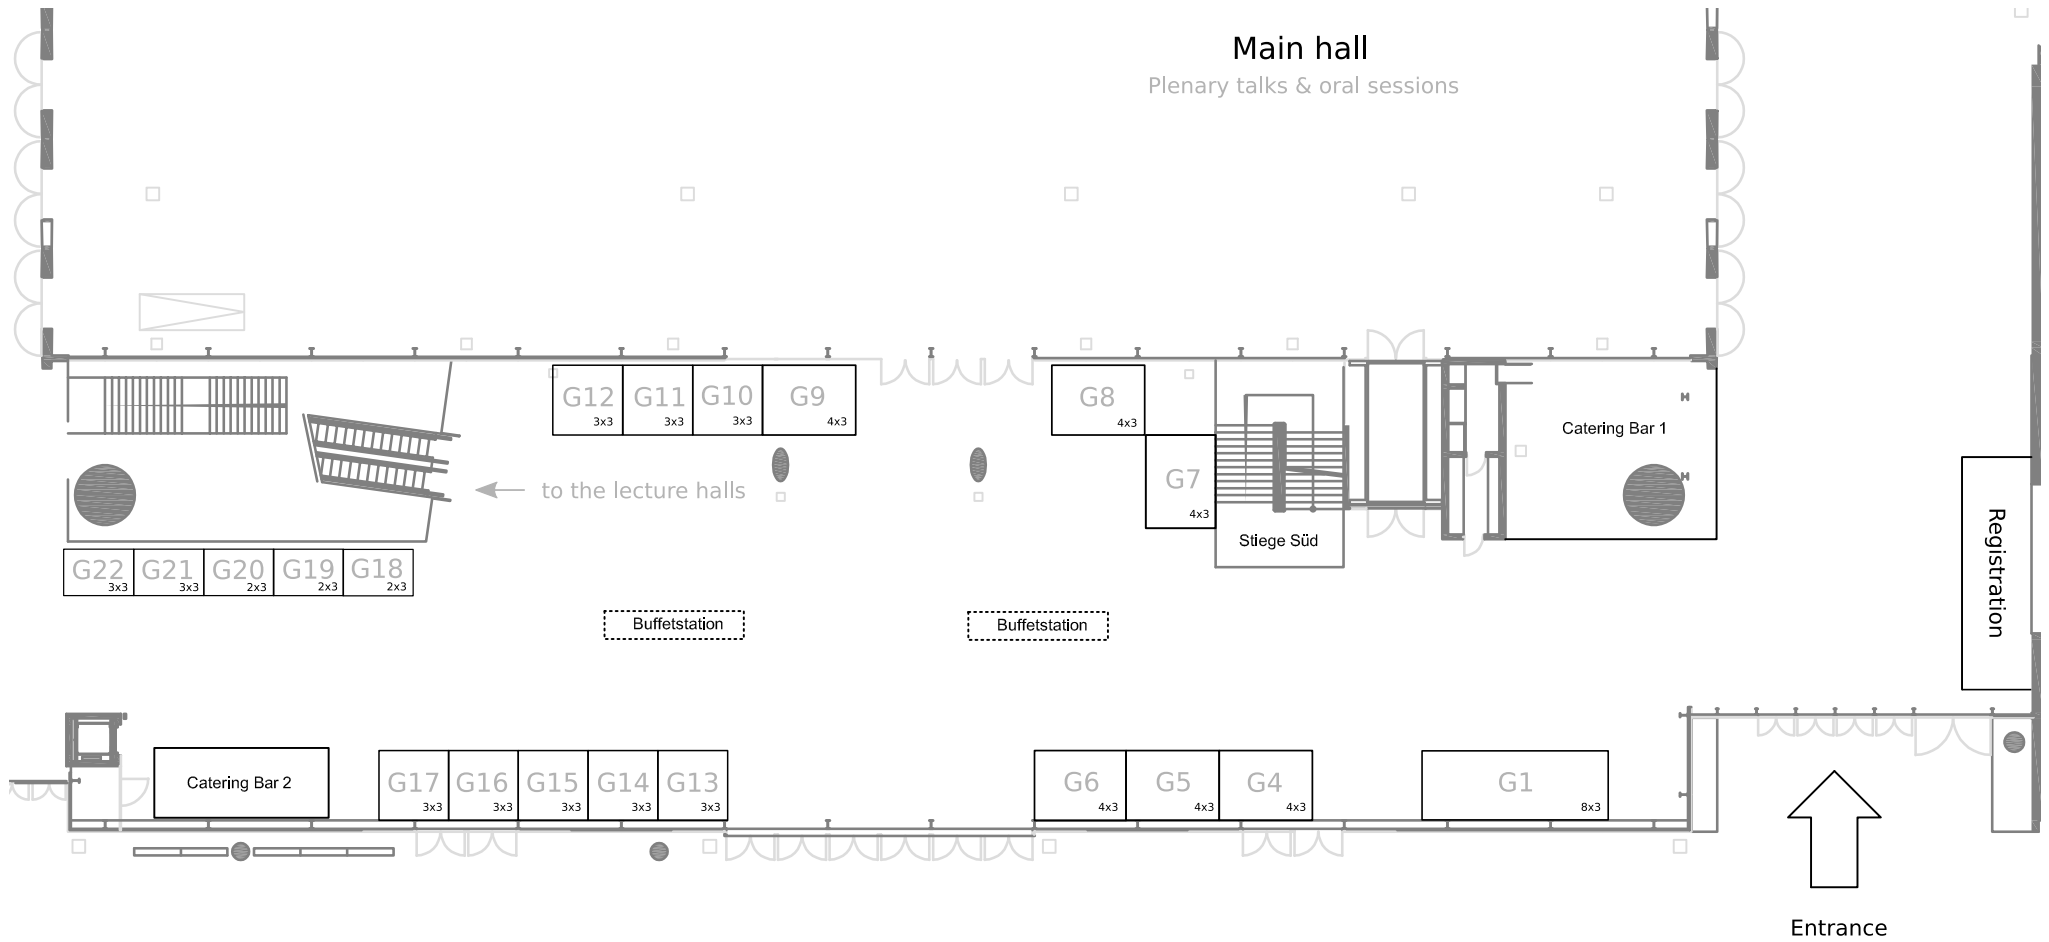 Main hall
Plenary talks & oral sessions
G12
3x3
G11
3x3
G10
3x3
G9
4x3
G8
4x3
G7
4x3
Catering Bar 1
to the lecture halls
Stiege Süd
Registration
G22
3x3
G21
3x3
G20
2x3
G19
2x3
G18
2x3
Buffetstation
Buffetstation
Catering Bar 2
G17
3x3
G16
3x3
G15
3x3
G14
3x3
G13
3x3
G6
4x3
G5
4x3
G4
4x3
G1
8x3
Entrance